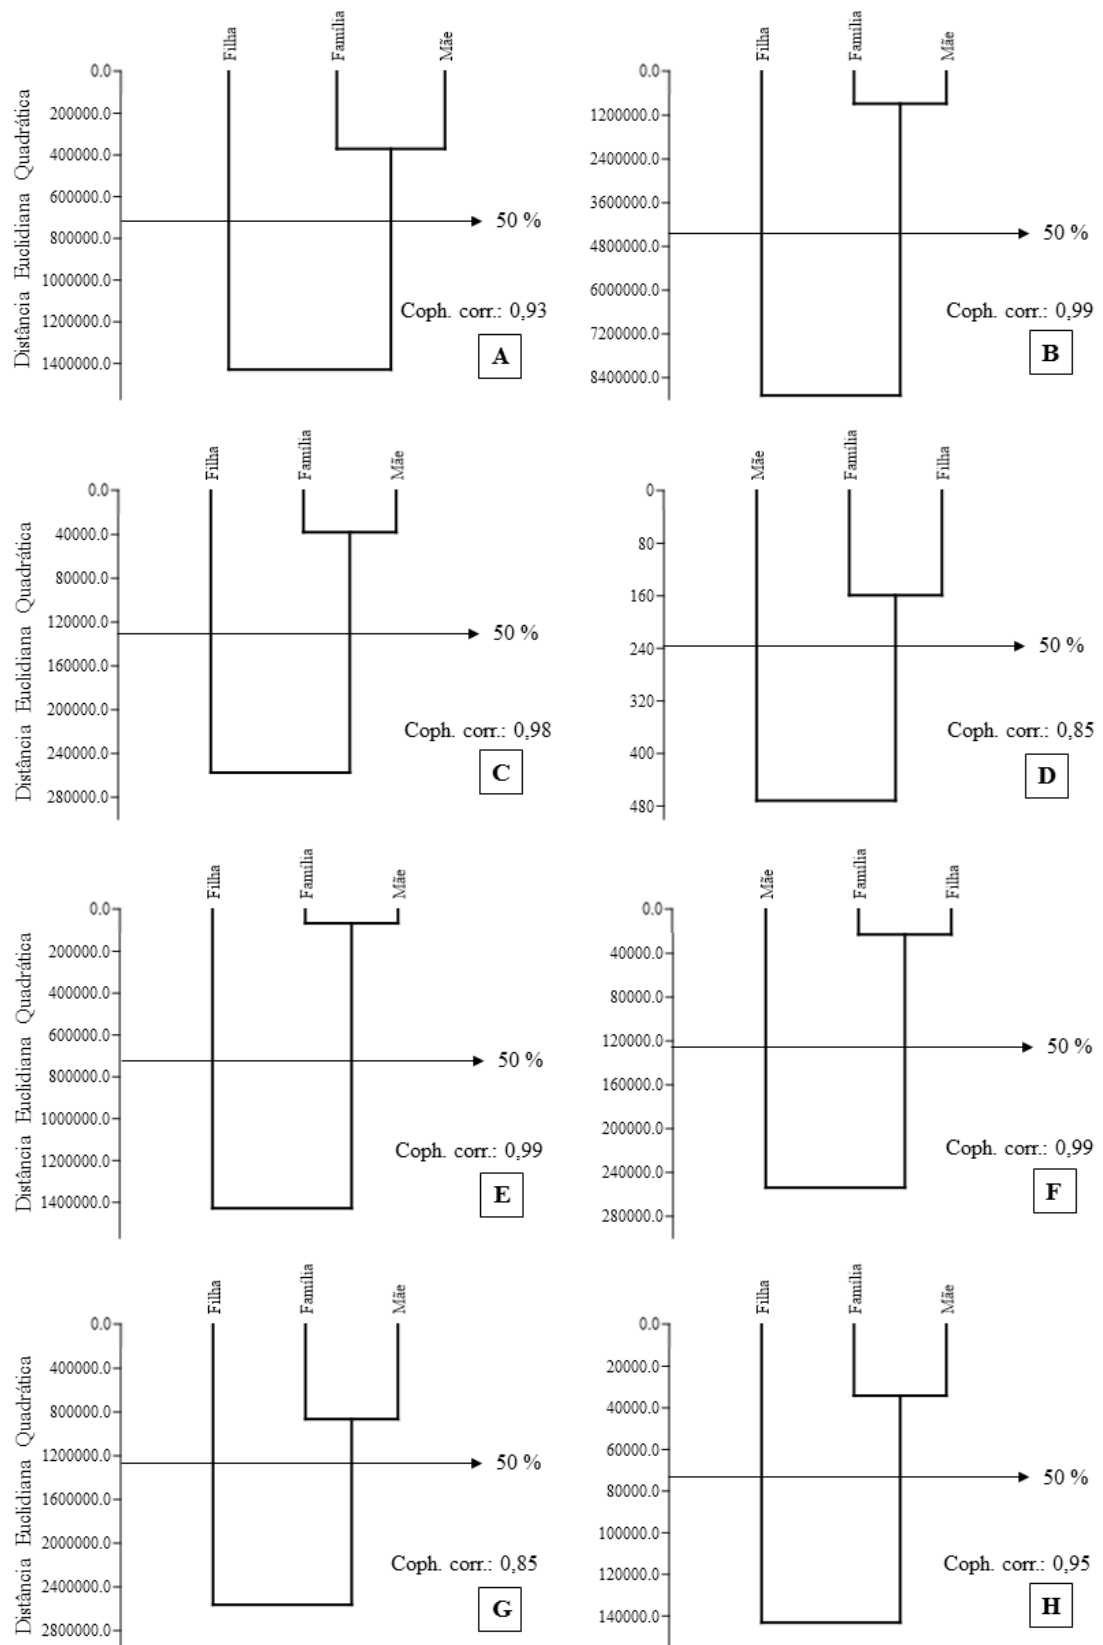 Filha
Família
Mãe
Distância Euclidiana Quadrática
0.0
200000.0
400000.0
600000.0
800000.0
1000000.0
1200000.0
1400000.0
50 %
Coph. corr.: 0,93
A
Filha
Família
Mãe
0.0
1200000.0
2400000.0
3600000.0
4800000.0
6000000.0
7200000.0
8400000.0
50 %
Coph. corr.: 0,99
B
Filha
Família
Mãe
Distância Euclidiana Quadrática
0.0
40000.0
80000.0
120000.0
160000.0
200000.0
240000.0
280000.0
50 %
Coph. corr.: 0,98
C
Mãe
Família
Filha
0
80
160
240
320
400
480
50 %
Coph. corr.: 0,85
D
Filha
Família
Mãe
Distância Euclidiana Quadrática
0.0
200000.0
400000.0
600000.0
800000.0
1000000.0
1200000.0
1400000.0
50 %
Coph. corr.: 0,99
E
Mãe
Família
Filha
0.0
40000.0
80000.0
120000.0
160000.0
200000.0
240000.0
280000.0
50 %
Coph. corr.: 0,99
F
Filha
Família
Mãe
Distância Euclidiana Quadrática
0.0
400000.0
800000.0
1200000.0
1600000.0
2000000.0
2400000.0
2800000.0
50 %
Coph. corr.: 0,85
G
Filha
Família
Mãe
0.0
20000.0
40000.0
60000.0
80000.0
100000.0
120000.0
140000.0
50 %
Coph. corr.: 0,95
H